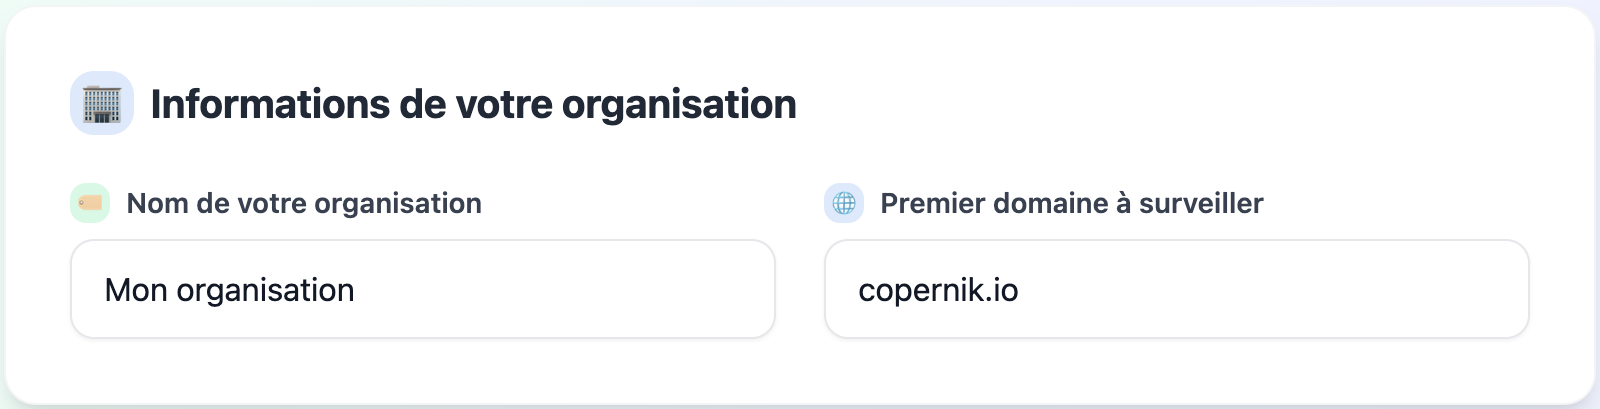 Informations de votre organisation
Nom de votre organisation
Premier domaine à surveiller
Mon organisation
copernik.io